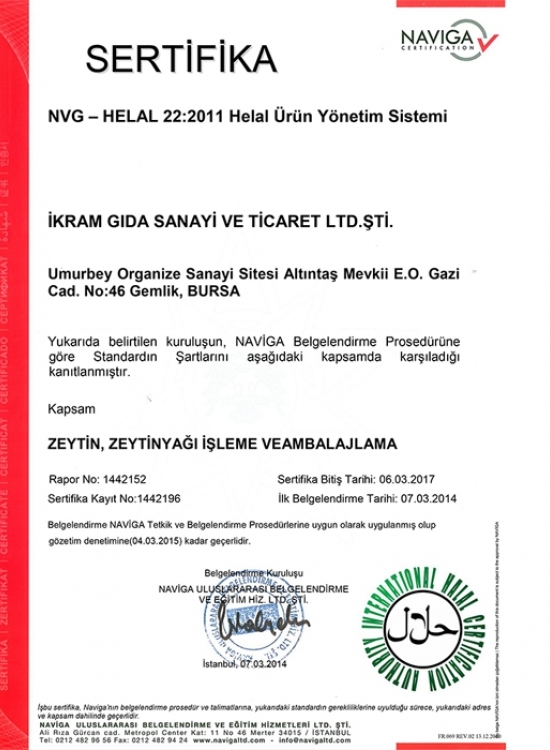 NAVIGA
CERTIFICATION
SERTİFİKA
NVG – HELAL 22:2011 Helal Ürün Yönetim Sistemi
İKRAM GIDA SANAYİ VE TİCARET LTD.ŞTİ.
Umurbey Organize Sanayi Sitesi Altıntaş Mevkii E.O. Gazi
Cad. No:46 Gemlik, BURSA
Yukarıda belirtilen kuruluşun, NAVİGA Belgelendirme Prosedürüne
göre Standardın Şartlarını aşağıdaki kapsamda karşıladığı
kanıtlanmıştır.
Kapsam
ZEYTİN, ZEYTİNYAĞI İŞLEME VEAMBALAJLAMA
Rapor No: 1442152
Sertifika Bitiş Tarihi: 06.03.2017
Sertifika Kayıt No:1442196
İlk Belgelendirme Tarihi: 07.03.2014
Belgelendirme NAVİGA Tetkik ve Belgelendirme Prosedürlerine uygun olarak uygulanmış olup
gözetim denetimine(04.03.2015) kadar geçerlidir.
Belgelendirme Kuruluşu
NAVİGA ULUSLARARASI BELGELENDİRME
VE EĞİTİM HİZ. LTD. ŞTİ.
İstanbul, 07.03.2014
INTERNATIONAL HALAL CERTIFICATION AUTHORITY
حلال
SERTİFİKA | ZERTIFIKAT | CERTIFICATE | CERTIFICAT | CERTIFICADO | СЕРТИФИКАТ
İşbu sertifika, Naviga'nın belgelendirme prosedür ve talimatlarına, yukarıdaki standardın gerekliliklerine uyulduğu sürece, yukarıdaki adres
ve kapsam dahilinde geçerlidir.
NAVİGA ULUSLARARASI BELGELENDİRME VE EĞİTİM HİZMETLERİ LTD. ŞTİ.
Ali Rıza Gürcan cad. Metropol Center Kat: 11 No 46 Merter 34015 / İSTANBUL
Tel: 0212 482 96 56 Fax: 0212 482 94 24 www.navigaltd.com - info@navigaltd.com
FR.069 REV.02 13.12.2010